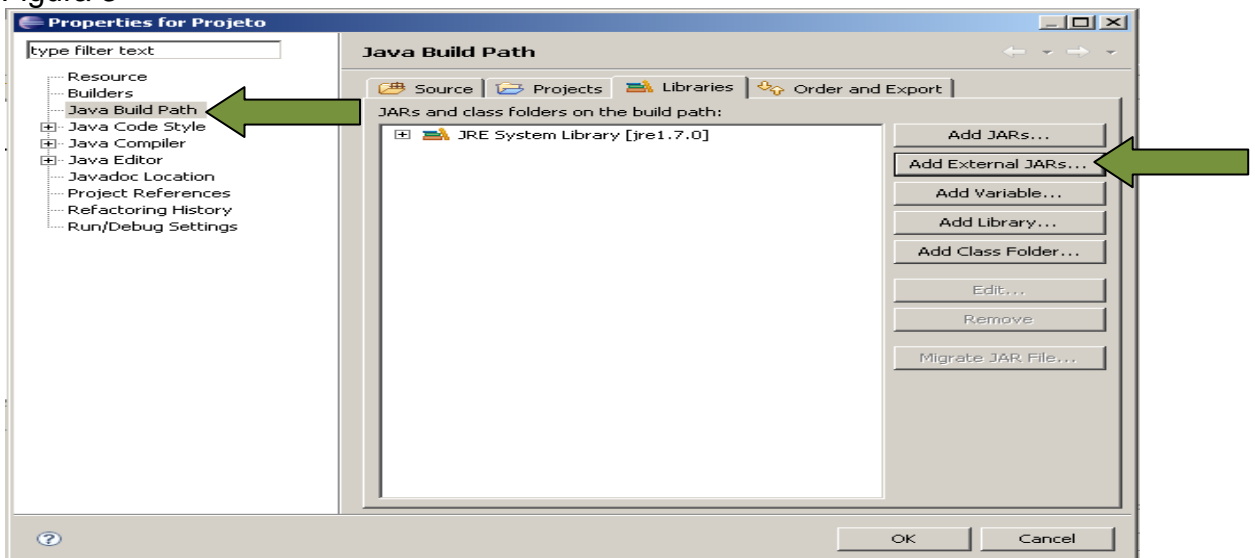 Properties for Projeto
type filter text
Resource
Builders
Java Build Path
Java Code Style
Java Compiler
Java Editor
Javadoc Location
Project References
Refactoring History
Run/Debug Settings
Java Build Path
Source Projects Libraries Order and Export
JARs and class folders on the build path:
JRE System Library [jre1.7.0]
Add JARs...
Add External JARs...
Add Variable...
Add Library...
Add Class Folder...
Edit...
Remove
Migrate JAR File...
OK Cancel